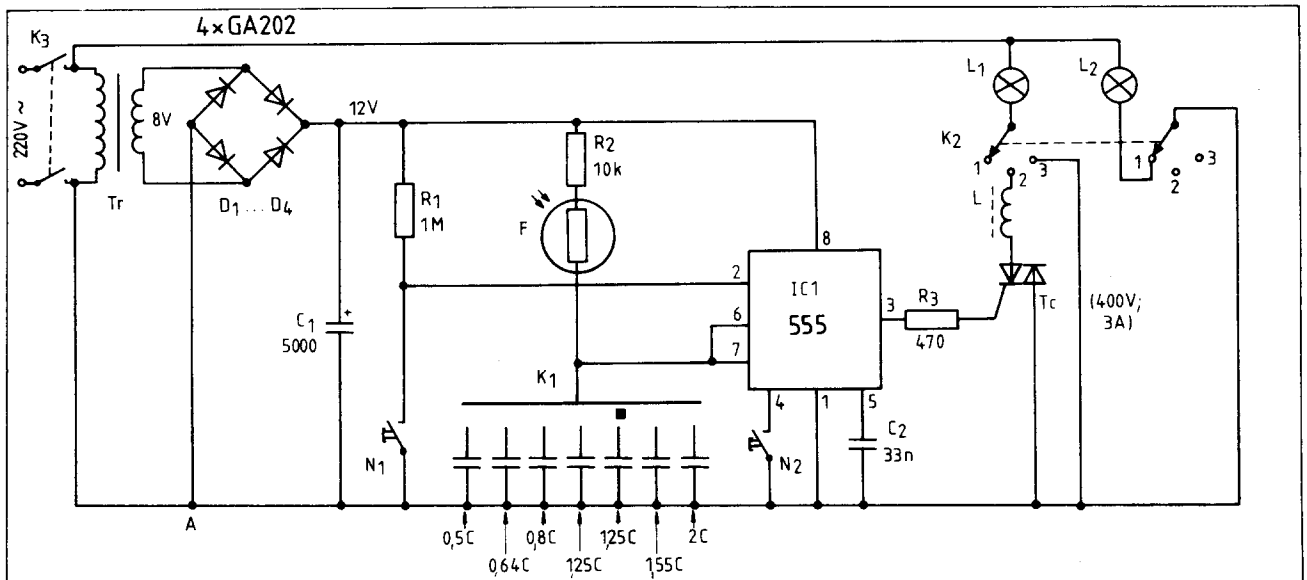 4×GA202
K3
220V ~
8V
Tr
D1...D4
12V
C1
5000
+
R1
1M
R2
10k
F
K1
N1
A
0,5C
0,64C
0,8C
1,25C
1,25C
1,55C
2C
2
6
7
8
IC1
555
3
4
1
5
N2
C2
33n
R3
470
L1
L2
K2
1
2
3
L
Tc
(400V;
3A)
1
2
3